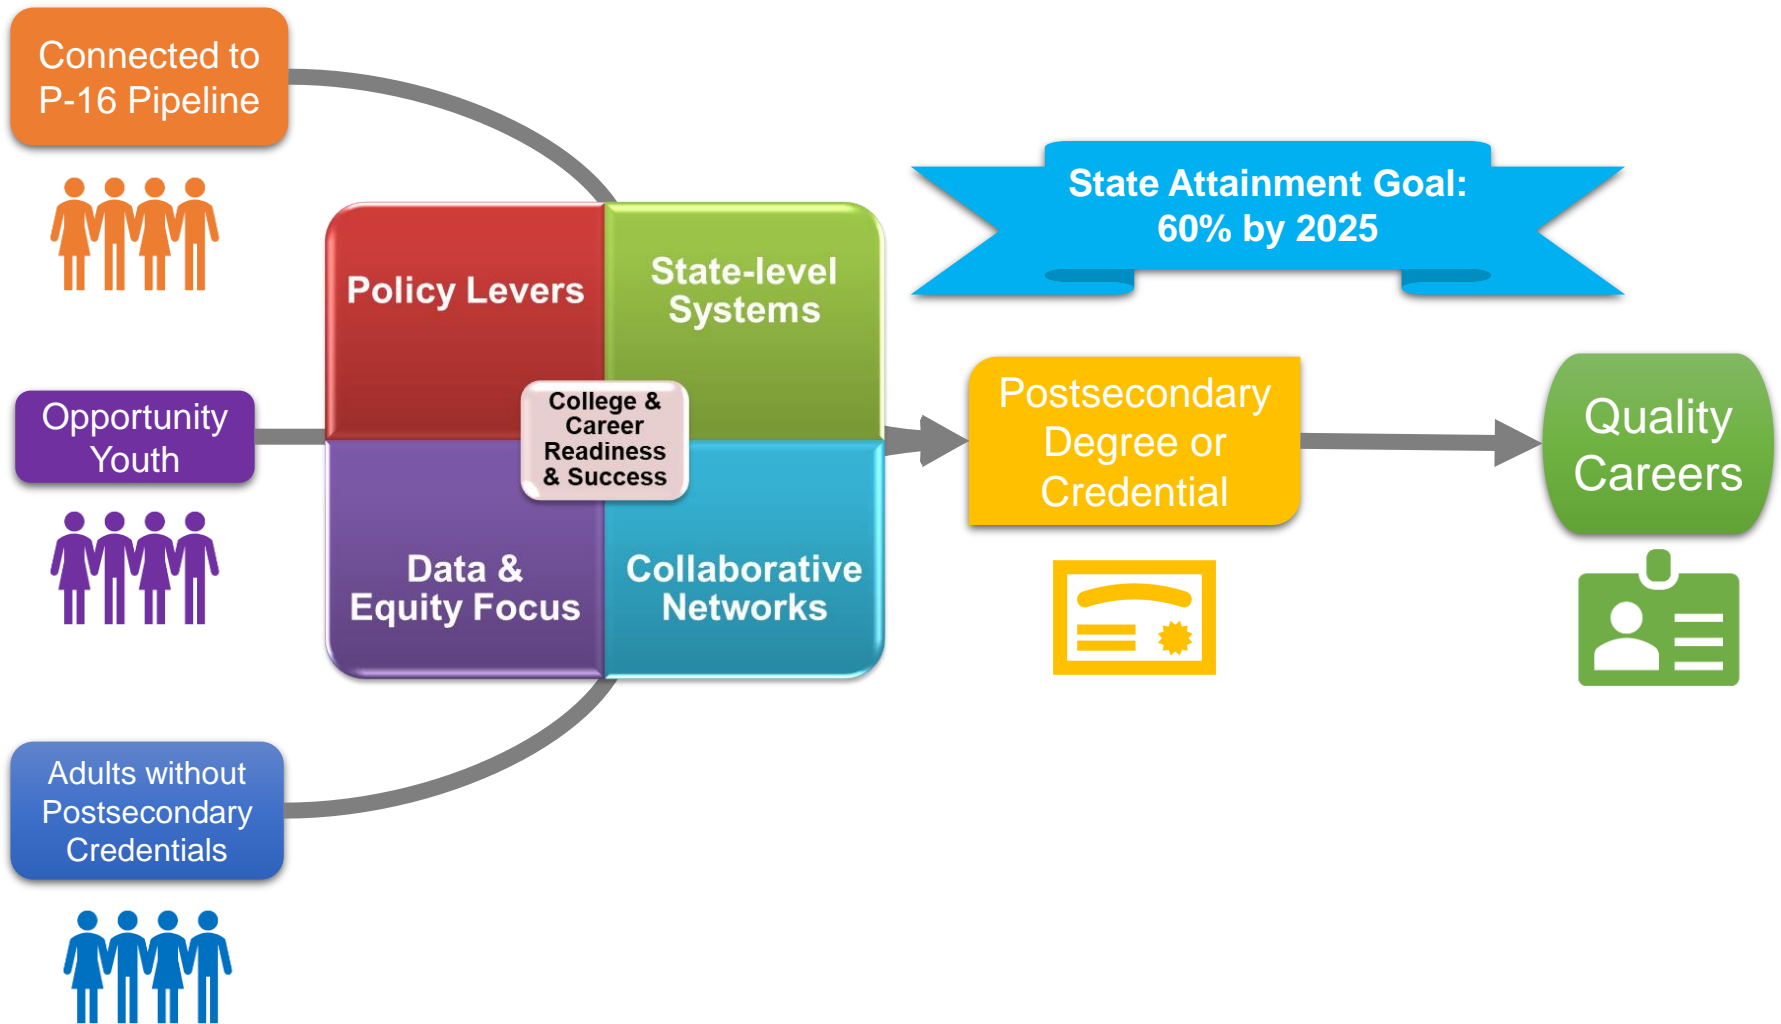 Connected to
P-16 Pipeline
State Attainment Goal:
60% by 2025
Policy Levers
State-level
Systems
Opportunity
Youth
College &
Career
Readiness
& Success
Postsecondary
Degree or
Credential
Quality
Careers
Data &
Equity Focus
Collaborative
Networks
Adults without
Postsecondary
Credentials